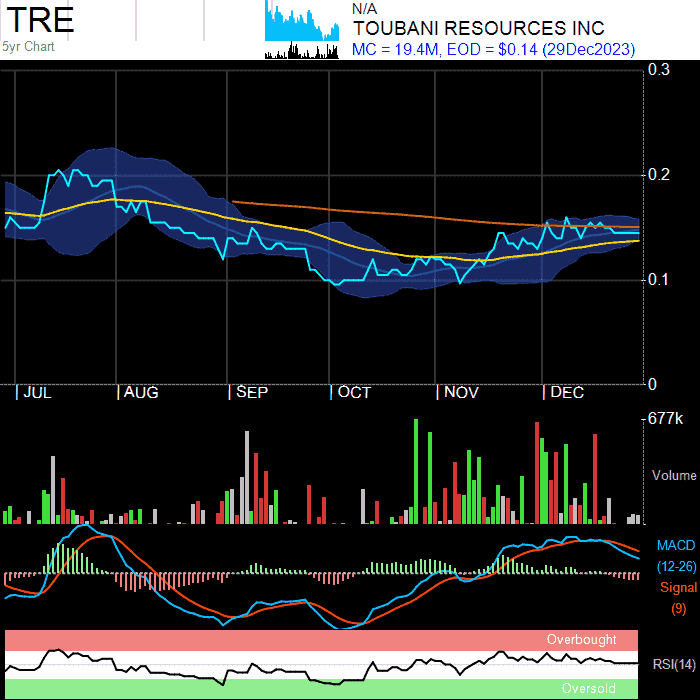 TRE
5yr Chart
N/A
TOUBANI RESOURCES INC
MC = 19.4M, EOD = $0.14 (29Dec2023)
0.3
0.2
0.1
0
JUL AUG SEP OCT NOV DEC
677k
Volume
MACD
(12-26)
Signal
(9)
Overbought
RSI(14)
Oversold